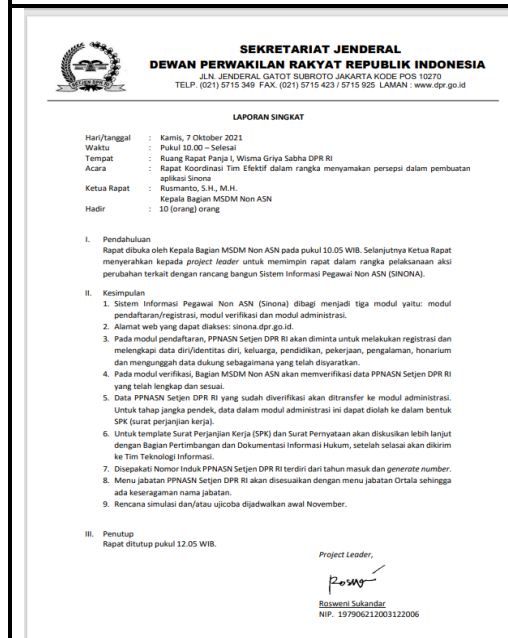 SETJEN DPR RI
SEKRETARIAT JENDERAL
DEWAN PERWAKILAN RAKYAT REPUBLIK INDONESIA
JLN. JENDERAL GATOT SUBROTO JAKARTA KODE POS 10270
TELP. (021) 5715 349 FAX. (021) 5715 423 / 5715 925 LAMAN : www.dpr.go.id
LAPORAN SINGKAT
Hari/tanggal : Kamis, 7 Oktober 2021
Waktu : Pukul 10.00 – Selesai
Tempat : Ruang Rapat Panja I, Wisma Griya Sabha DPR RI
Acara : Rapat Koordinasi Tim Efektif dalam rangka menyamakan persepsi dalam pembuatan
aplikasi Sinona
Ketua Rapat : Rusmanto, S.H., M.H.
Kepala Bagian MSDM Non ASN
Hadir : 10 (orang) orang
I. Pendahuluan
Rapat dibuka oleh Kepala Bagian MSDM Non ASN pada pukul 10.05 WIB. Selanjutnya Ketua Rapat
menyerahkan kepada project leader untuk memimpin rapat dalam rangka pelaksanaan aksi
perubahan terkait dengan rancang bangun Sistem Informasi Pegawai Non ASN (SINONA).
II. Kesimpulan
1. Sistem Informasi Pegawai Non ASN (Sinona) dibagi menjadi tiga modul yaitu: modul
pendaftaran/registrasi, modul verifikasi dan modul administrasi.
2. Alamat web yang dapat diakses: sinona.dpr.go.id.
3. Pada modul pendaftaran, PPNASN Setjen DPR RI akan diminta untuk melakukan registrasi dan
melengkapi data diri/identitas diri, keluarga, pendidikan, pekerjaan, pengalaman, honarium
dan mengunggah data dukung sebagaimana yang telah disyaratkan.
4. Pada modul verifikasi, Bagian MSDM Non ASN akan memverifikasi data PPNASN Setjen DPR RI
yang telah lengkap dan sesuai.
5. Data PPNASN Setjen DPR RI yang sudah diverifikasi akan ditransfer ke modul administrasi.
Untuk tahap jangka pendek, data dalam modul administrasi ini dapat diolah ke dalam bentuk
SPK (surat perjanjian kerja).
6. Untuk template Surat Perjanjian Kerja (SPK) dan Surat Pernyataan akan diskusikan lebih lanjut
dengan Bagian Pertimbangan dan Dokumentasi Informasi Hukum, setelah selesai akan dikirim
ke Tim Teknologi Informasi.
7. Disepakati Nomor Induk PPNASN Setjen DPR RI terdiri dari tahun masuk dan generate number.
8. Menu jabatan PPNASN Setjen DPR RI akan disesuaikan dengan menu jabatan Ortala sehingga
ada keseragaman nama jabatan.
9. Rencana simulasi dan/atau ujicoba dijadwalkan awal November.
III. Penutup
Rapat ditutup pukul 12.05 WIB.
Project Leader,
Rosweni Sukandar
NIP. 197906212003122006